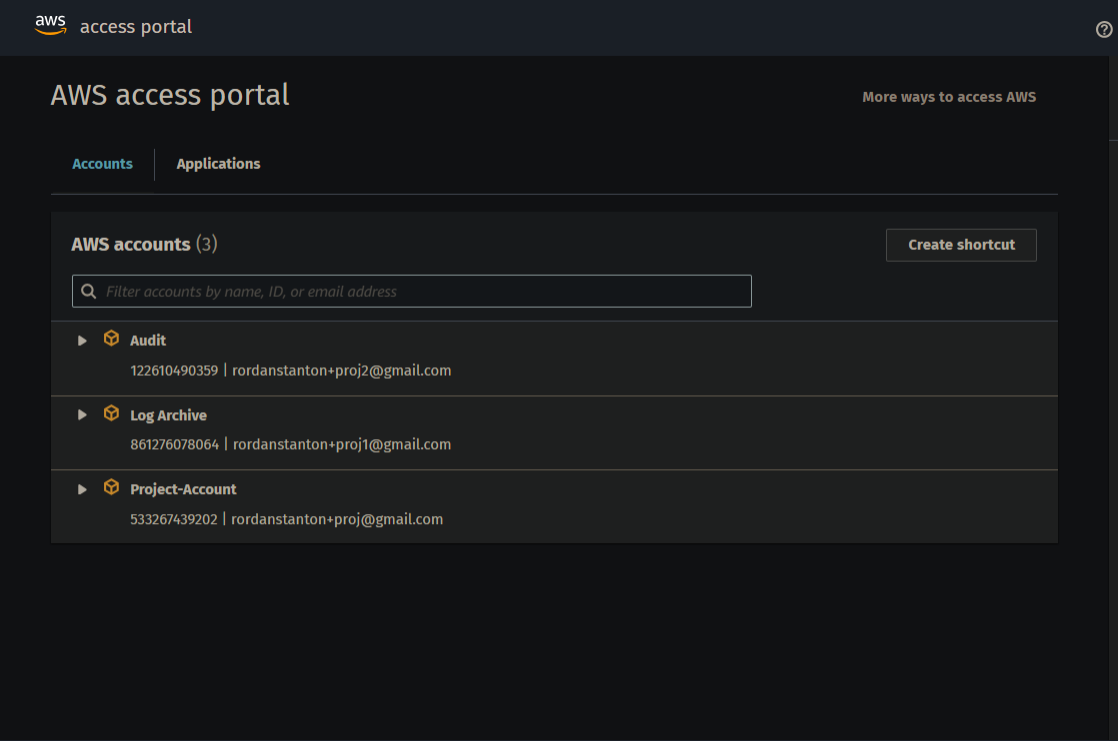 aws access portal
AWS access portal
More ways to access AWS
Accounts
Applications
AWS accounts (3)
Create shortcut
Filter accounts by name, ID, or email address
Audit
122610490359 | rordanstanton+proj2@gmail.com
Log Archive
861276078064 | rordanstanton+proj1@gmail.com
Project-Account
533267439202 | rordanstanton+proj@gmail.com